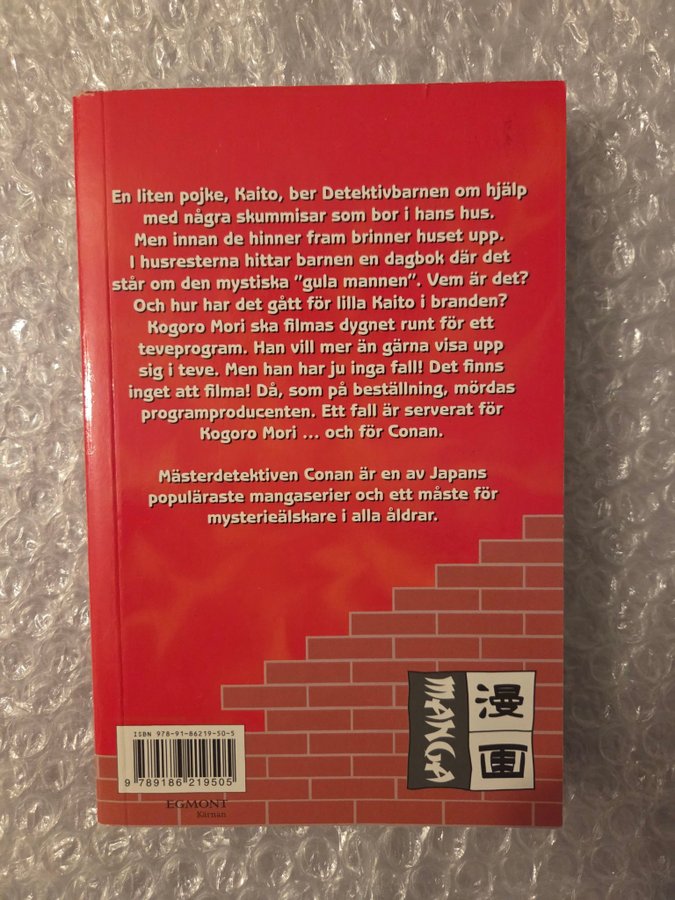 En liten pojke, Kaito, ber Detektivbarnen om hjälp
med några skummisar som bor i hans hus.
Men innan de hinner fram brinner huset upp.
I husresterna hittar barnen en dagbok där det
står om den mystiska ”gula mannen”. Vem är det?
Och hur har det gått för lilla Kaito i branden?
Kogoro Mori ska filmas dygnet runt för ett
teveprogram. Han vill mer än gärna visa upp
sig i teve. Men han har ju inga fall! Det finns
inget att filma! Då, som på beställning, mördas
programproducenten. Ett fall är serverat för
Kogoro Mori ... och för Conan.
Mästerdetektiven Conan är en av Japans
populäraste mangaserier och ett måste för
mysterieälskare i alla åldrar.
MANGA
漫画
ISBN 978-91-86219-50-5
9 789186 219505
EGMONT
Kärnan